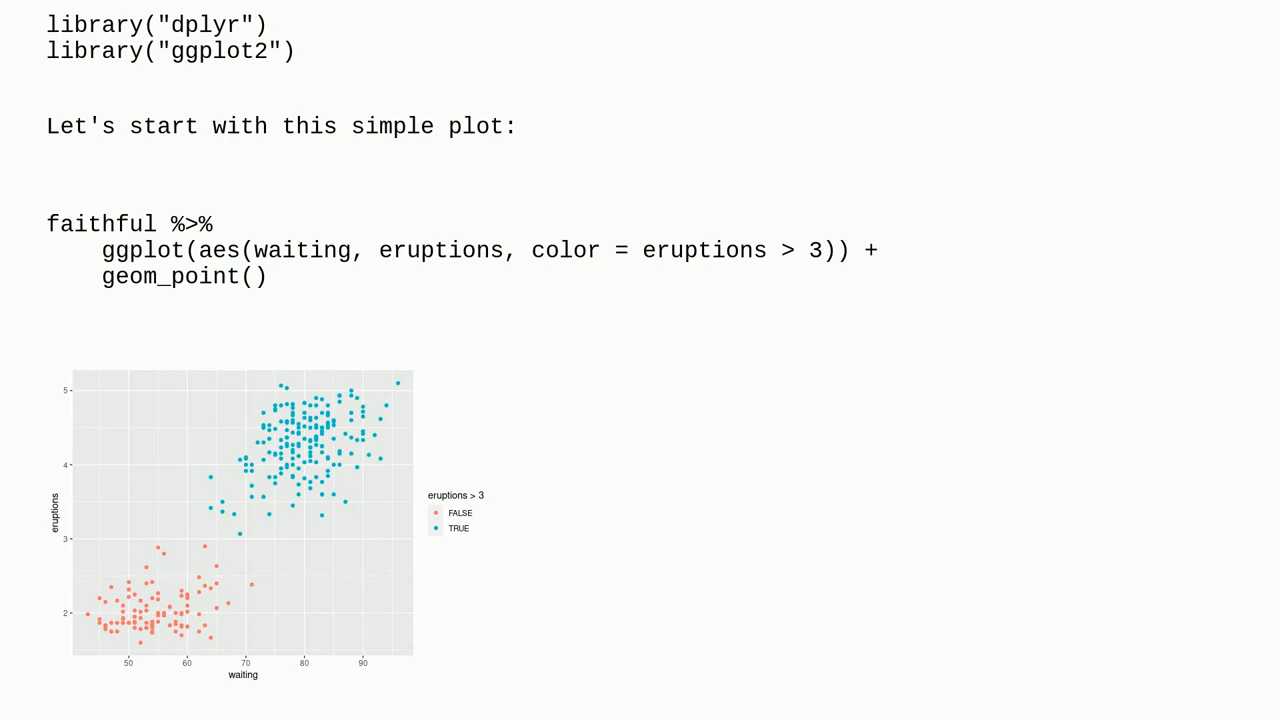 library("dplyr")
library("ggplot2")
Let's start with this simple plot:
faithful %>%
    ggplot(aes(waiting, eruptions, color = eruptions > 3)) +
    geom_point()
5
4
3
2
eruptions
50 60 70 80 90
waiting
eruptions > 3
FALSE
TRUE